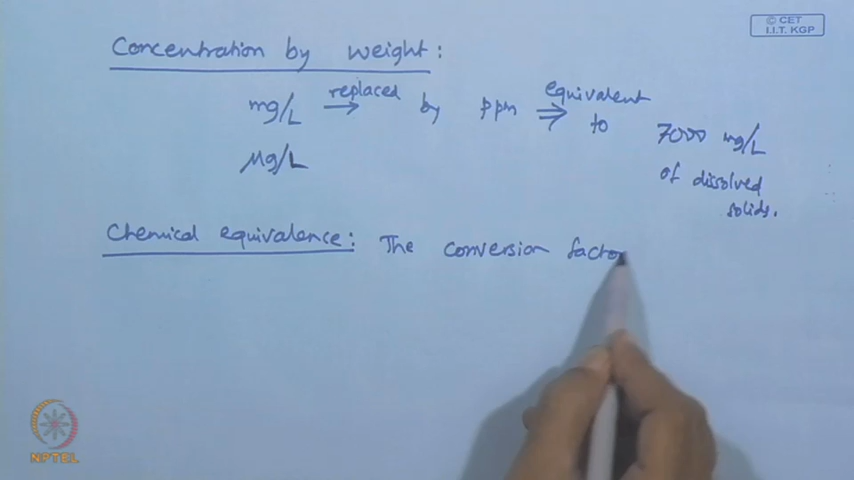 © CET
I.I.T. KGP
Concentration by weight:
mg/L replaced by ppm ⇒ equivalent to 7000 mg/L
μg/L
of dissolved
solids.
Chemical equivalence: The conversion facto
NPTEL